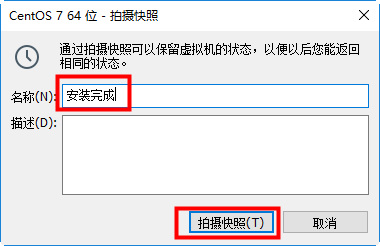 CentOS 7 64 位 - 拍摄快照
通过拍摄快照可以保留虚拟机的状态，以便以后您能返回
相同的状态。
名称(N): 安装完成
描述(D):
拍摄快照(T) 取消